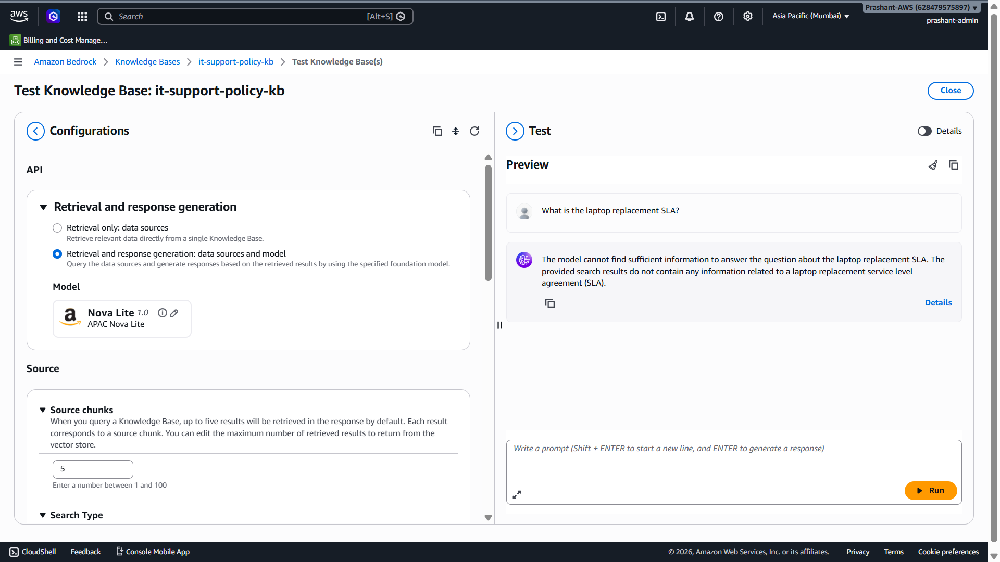 aws
Search
[Alt+S]
Asia Pacific (Mumbai)
Prashant-AWS (628479575897)
prashant-admin
Billing and Cost Manage...
Amazon Bedrock
Knowledge Bases
it-support-policy-kb
Test Knowledge Base(s)
Test Knowledge Base: it-support-policy-kb
Close
Configurations
API
Retrieval and response generation
Retrieval only: data sources
Retrieve relevant data directly from a single Knowledge Base.
Retrieval and response generation: data sources and model
Query the data sources and generate responses based on the retrieved results by using the specified foundation model.
Model
Nova Lite 1.0
APAC Nova Lite
Source
Source chunks
When you query a Knowledge Base, up to five results will be retrieved in the response by default. Each result
corresponds to a source chunk. You can edit the maximum number of retrieved results to return from the
vector store.
5
Enter a number between 1 and 100
Search Type
Test
Details
Preview
What is the laptop replacement SLA?
The model cannot find sufficient information to answer the question about the laptop replacement SLA. The
provided search results do not contain any information related to a laptop replacement service level
agreement (SLA).
Details
Write a prompt (Shift + ENTER to start a new line, and ENTER to generate a response)
Run
CloudShell
Feedback
Console Mobile App
© 2026, Amazon Web Services, Inc. or its affiliates.
Privacy
Terms
Cookie preferences